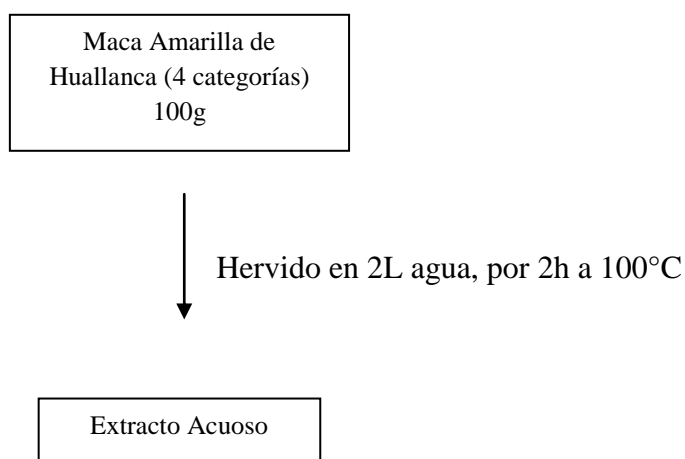 Maca Amarilla de
Huallanca (4 categorías)
100g
Hervido en 2L agua, por 2h a 100°C
Extracto Acuoso